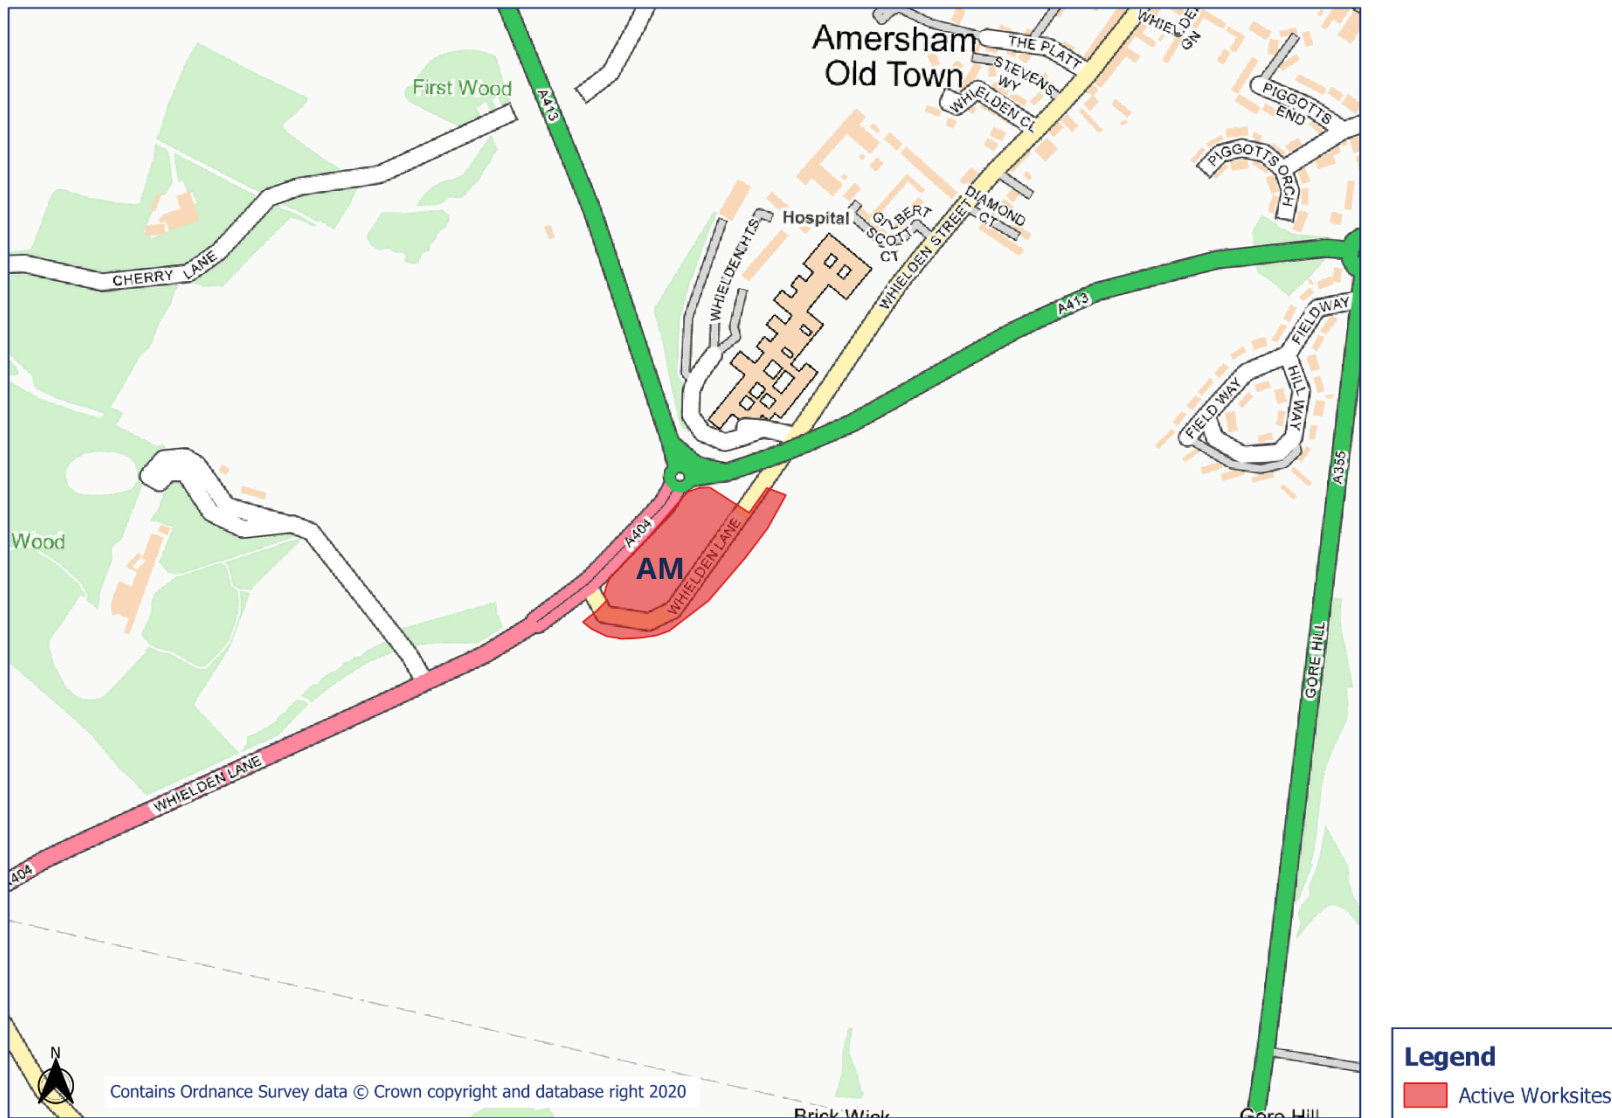 Amersham
Old Town
WHIEL
THE PLATT
STEVENS
WY
WHIELDEN CL
PIGGOTTS
END
PIGGOTTS ORCH
First Wood
A413
Hospital
GILBERT
SCOTT
CT
DIAMOND
CT
WHIELDEN STREET
WHIELDEN HTS
CHERRY LANE
A413
FIELDWAY
HILL WAY
FIELD WAY
A355
Wood
A404
AM
WHIELDEN LANE
GORE HILL
WHIELDEN LANE
A404
N
Contains Ordnance Survey data © Crown copyright and database right 2020
Brick Wick
Gore Hill
Legend
Active Worksites